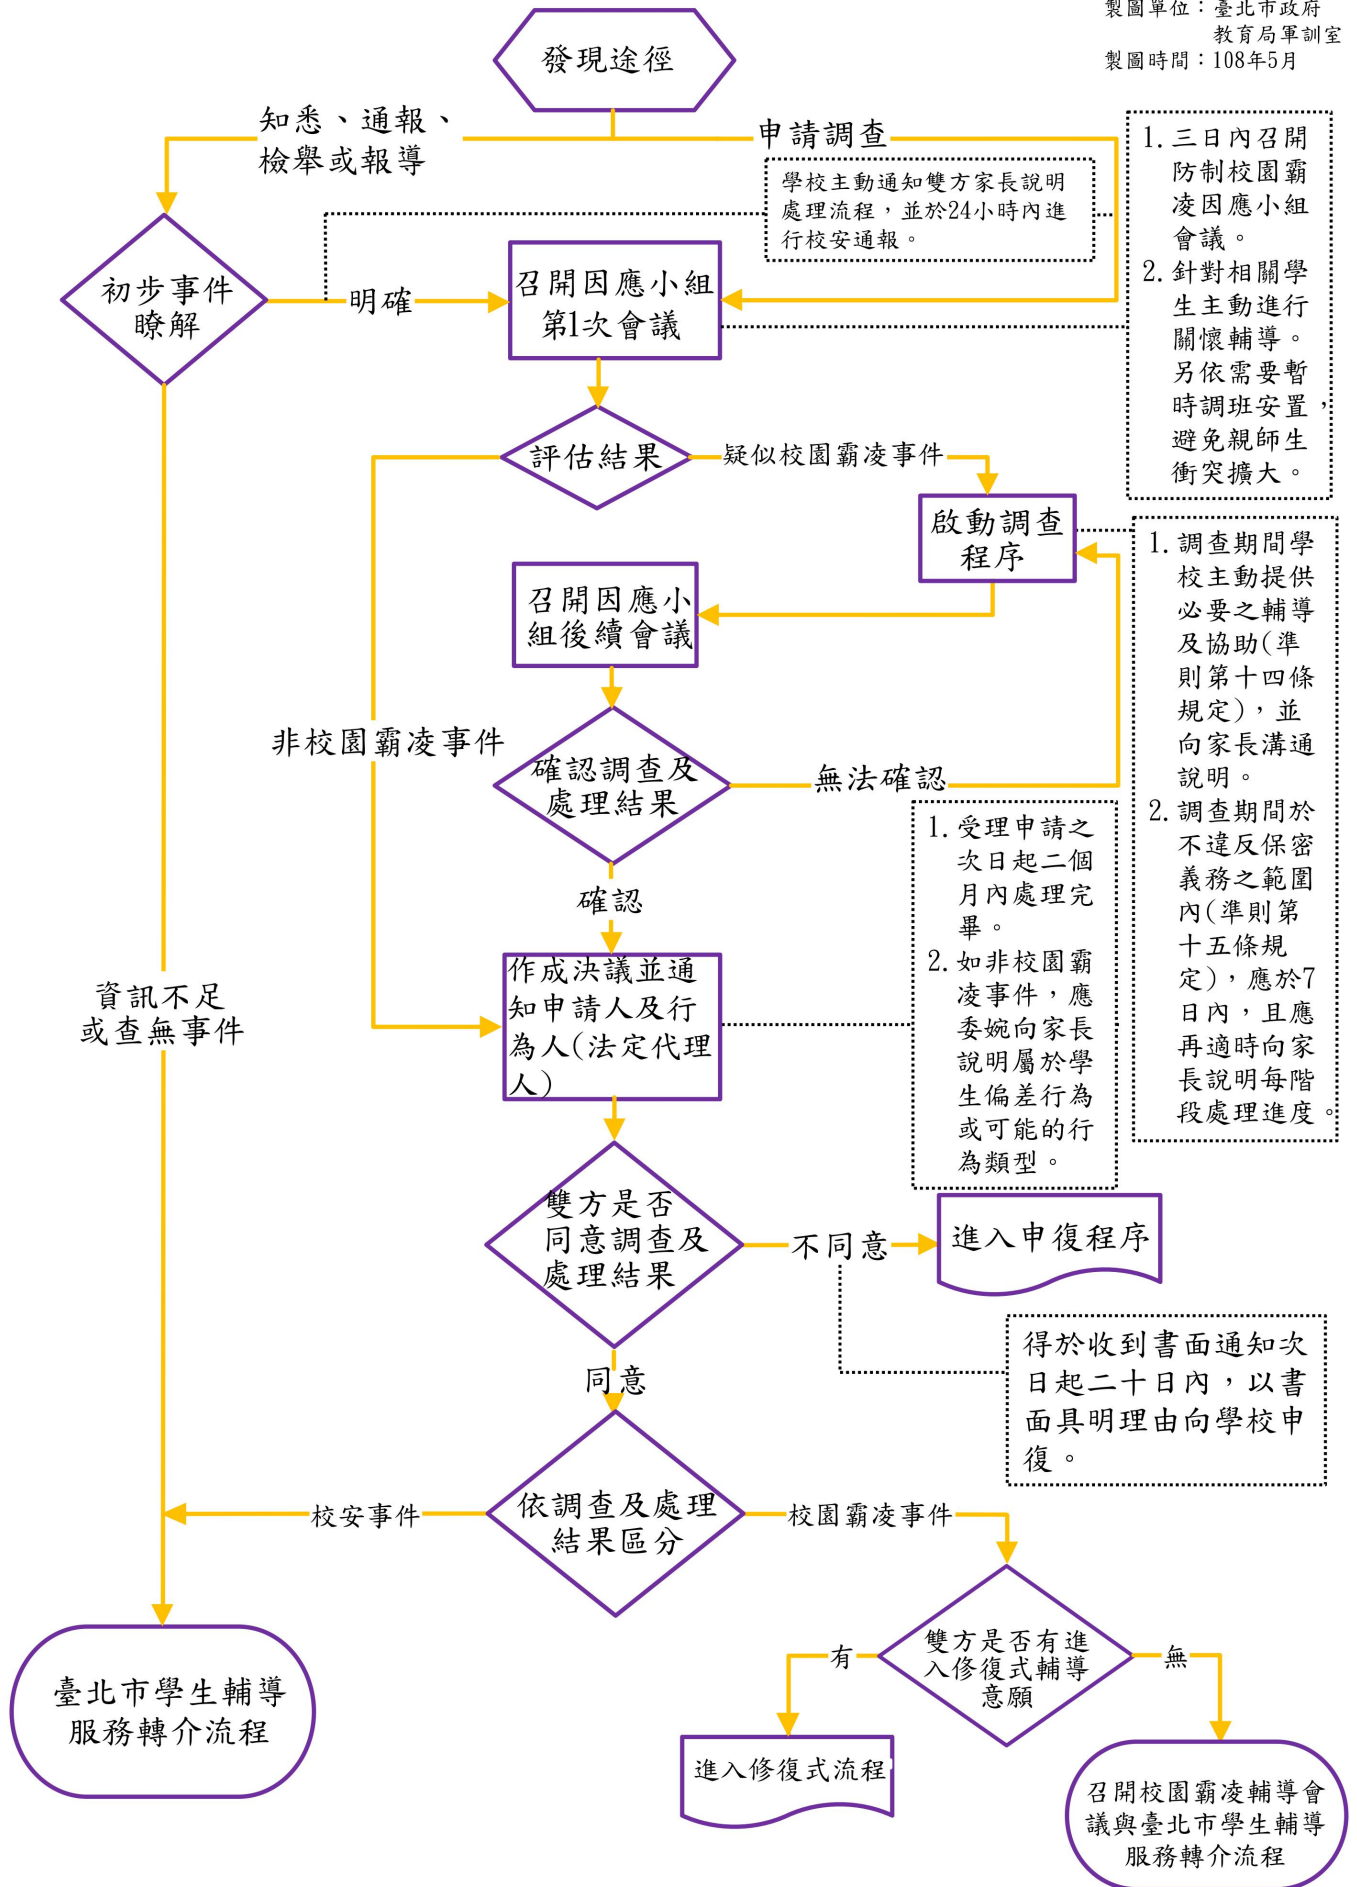 製圖單位：臺北市政府
教育局軍訓室
製圖時間：108年5月
發現途徑
知悉、通報、
檢舉或報導
申請調查
學校主動通知雙方家長說明
處理流程，並於24小時內進
行校安通報。
1. 三日內召開
防制校園霸
凌因應小組
會議。
2. 針對相關學
生主動進行
關懷輔導。
另依需要暫
時調班安置，
避免親師生
衝突擴大。
初步事件
瞭解
明確
召開因應小組
第1次會議
評估結果
疑似校園霸凌事件
啟動調查
程序
1. 調查期間學
校主動提供
必要之輔導
及協助(準
則第十四條
規定)，並
向家長溝通
說明。
2. 調查期間於
不違反保密
義務之範圍
內(準則第
十五條規
定)，應於7
日內，且應
再適時向家
長說明每階
段處理進度。
召開因應小
組後續會議
非校園霸凌事件
確認調查及
處理結果
無法確認
1. 受理申請之
次日起二個
月內處理完
畢。
2. 如非校園霸
凌事件，應
委婉向家長
說明屬於學
生偏差行為
或可能的行
為類型。
確認
作成決議並通
知申請人及行
為人(法定代理
人)
資訊不足
或查無事件
雙方是否
同意調查及
處理結果
不同意
進入申復程序
得於收到書面通知次
日起二十日內，以書
面具明理由向學校申
復。
同意
依調查及處理
結果區分
校安事件
校園霸凌事件
雙方是否有進
入修復式輔導
意願
有
無
臺北市學生輔導
服務轉介流程
進入修復式流程
召開校園霸凌輔導會
議與臺北市學生輔導
服務轉介流程